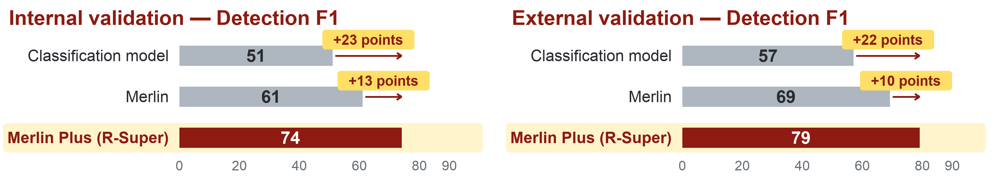 Internal validation — Detection F1
+23 points
Classification model 51
+13 points
Merlin 61
Merlin Plus (R-Super) 74
0 20 40 60 80 90
External validation — Detection F1
+22 points
Classification model 57
+10 points
Merlin 69
Merlin Plus (R-Super) 79
0 20 40 60 80 90